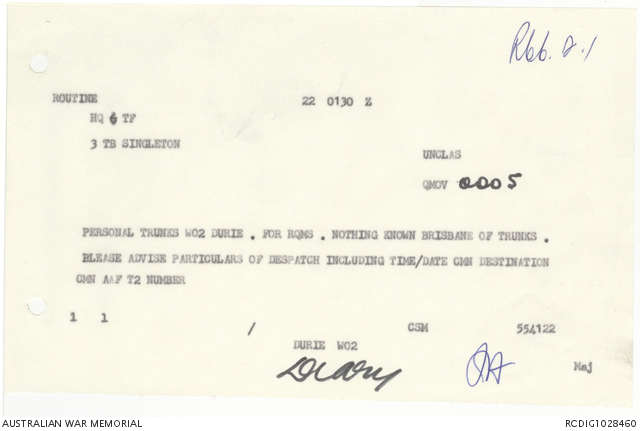 R66.2.1
ROUTINE
22 0130 Z
HQ 6 TF
3 TB SINGLETON
UNCLAS
QMOV 0005
PERSONAL TRUNKS WO2 DURIE . FOR RQMS . NOTHING KNOWN BRISBANE OF TRUNKS .
PLEASE ADVISE PARTICULARS OF DESPATCH INCLUDING TIME/DATE CMN DESTINATION
CMN AAF T2 NUMBER
1 1
/ CSM 554122
DURIE WO2
Maj
AUSTRALIAN WAR MEMORIAL
RCDIG1028460